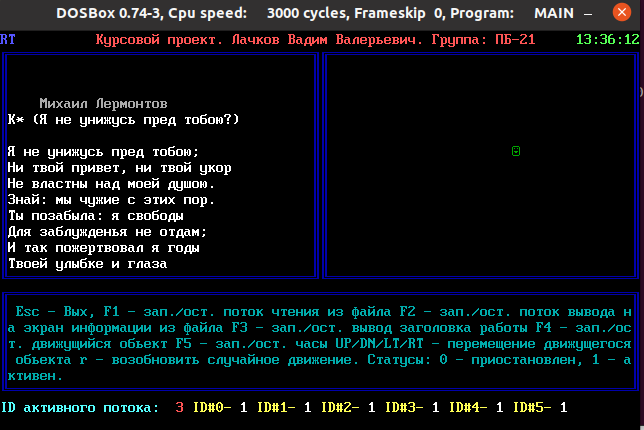 DOSBox 0.74-3, Cpu speed: 3000 cycles, Frameskip 0, Program: MAIN
RT Курсовой проект. Лачков Вадим Валерьевич. Группа: ПБ-21 13:36:12
Михаил Лермонтов
К* (Я не унижусь пред тобою?)
Я не унижусь пред тобою;
Ни твой привет, ни твой укор
Не властны над моей душою.
Знай: мы чужие с этих пор.
Ты позабыла: я свободы
Для заблужденья не отдам;
И так пожертвовал я годы
Твоей улыбке и глаза
Esc - Вых, F1 - зап./ост. поток чтения из файла F2 - зап./ост. поток вывода н
а экран информации из файла F3 - зап./ост. вывод заголовка работы F4 - зап./ос
т. движущийся обьект F5 - зап./ост. часы UP/DN/LT/RT - перемещение движущегося
обьекта r - возобновить случайное движение. Статусы: 0 - приостановлен, 1 - а
ктивен.
ID активного потока: 3 ID#0- 1 ID#1- 1 ID#2- 1 ID#3- 1 ID#4- 1 ID#5- 1